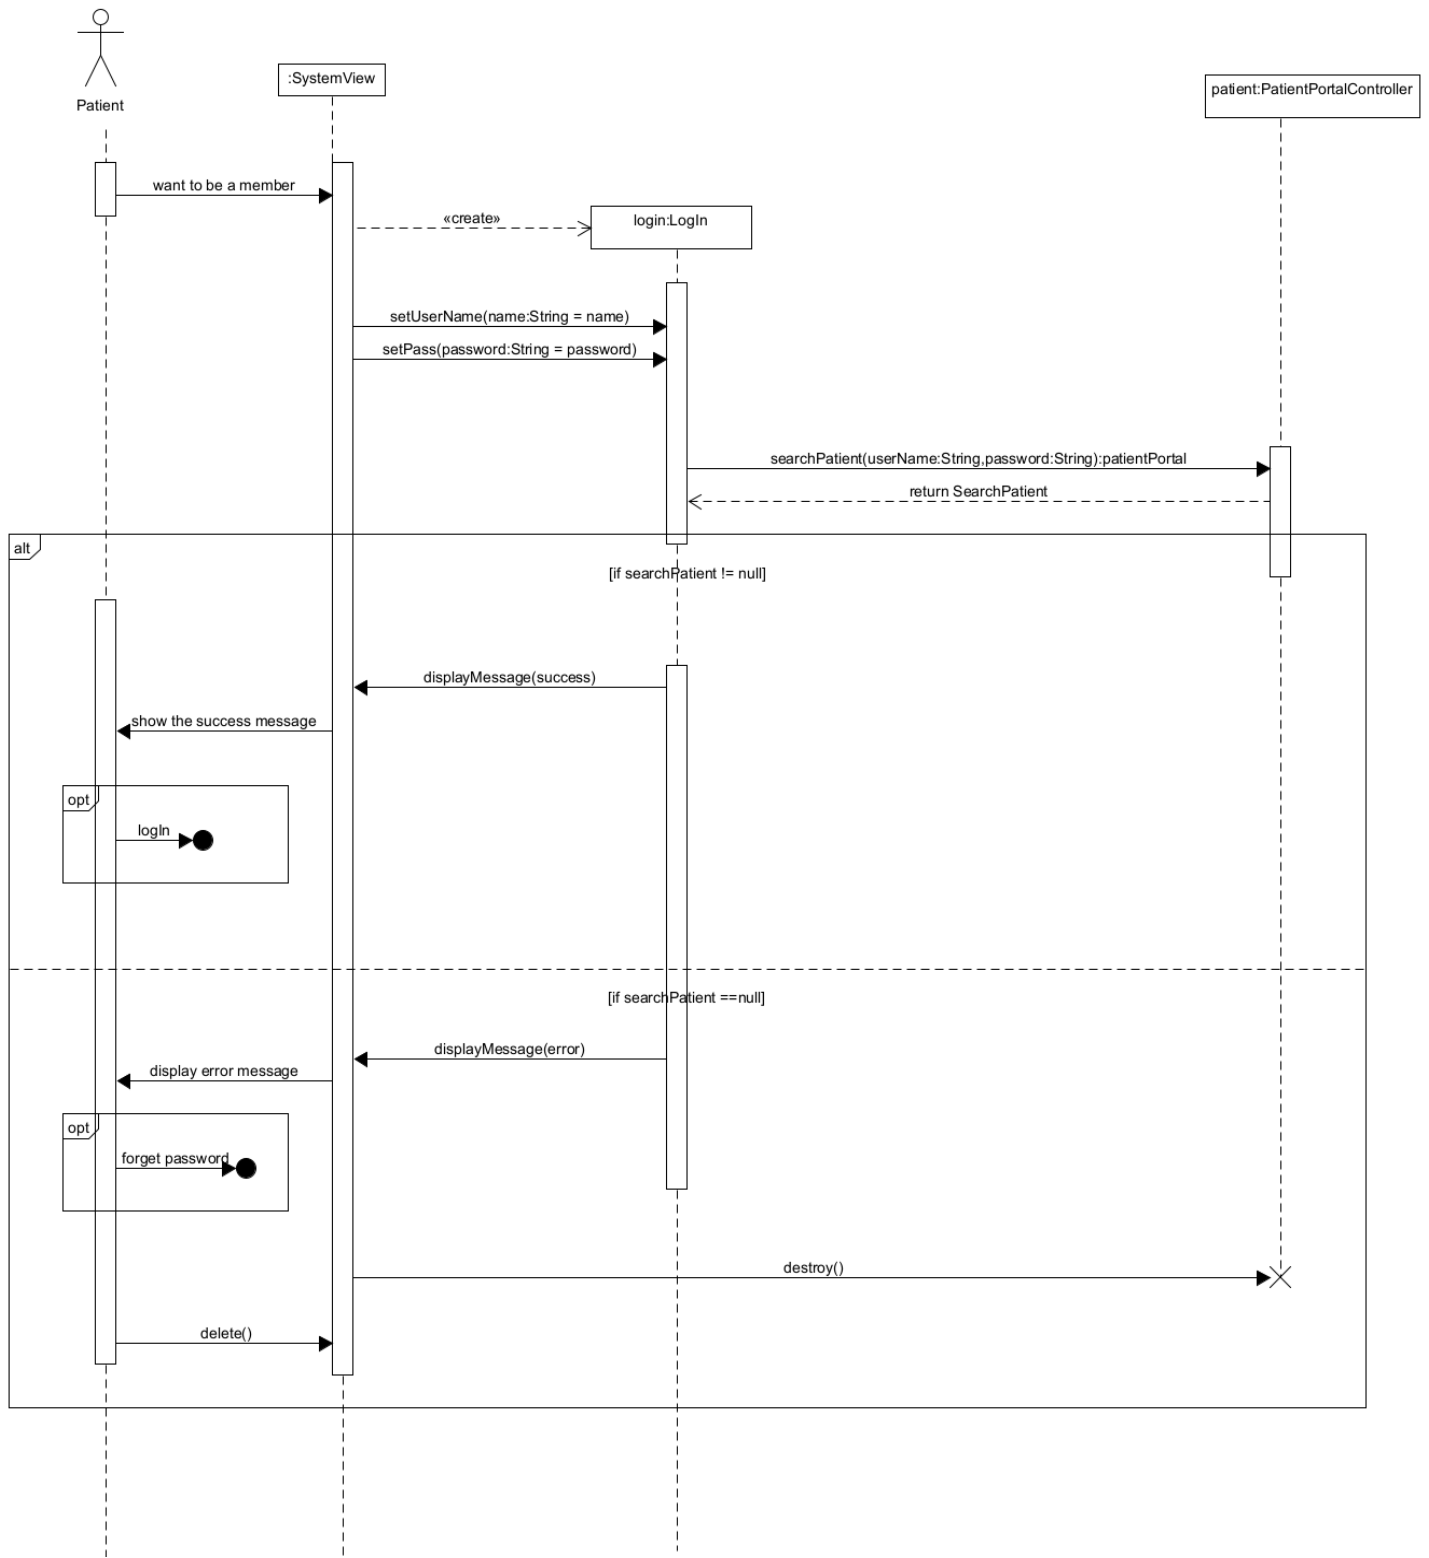 Patient
:SystemView
patient:PatientPortalController
want to be a member
«create»
login:LogIn
setUserName(name:String = name)
setPass(password:String = password)
searchPatient(userName:String,password:String):patientPortal
return SearchPatient
alt
[if searchPatient != null]
displayMessage(success)
show the success message
opt
logIn
[if searchPatient ==null]
displayMessage(error)
display error message
opt
forget password
destroy()
delete()